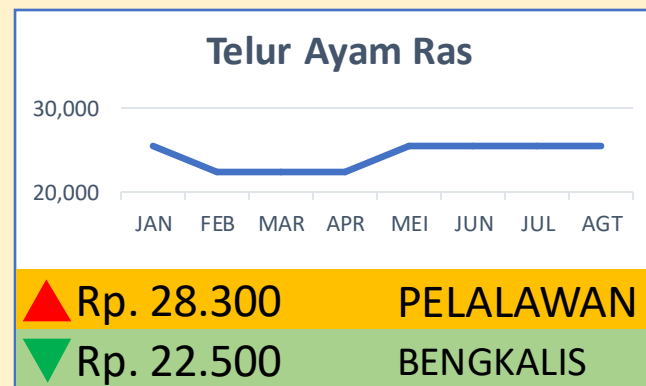 Telur Ayam Ras
30,000
20,000
JAN FEB MAR APR MEI JUN JUL AGT
Rp. 28.300 PELALAWAN
Rp. 22.500 BENGKALIS